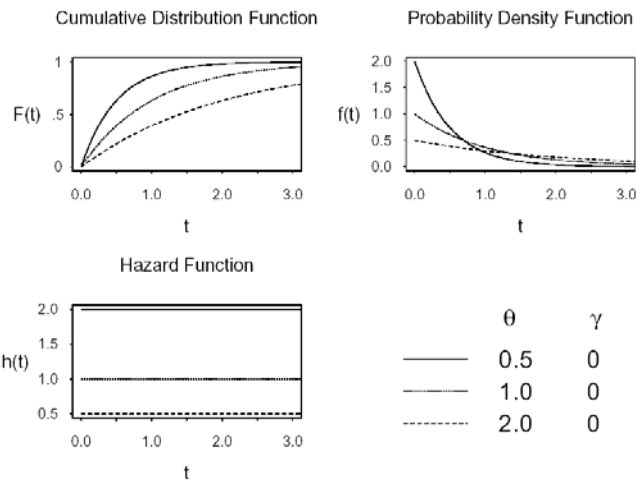 Cumulative Distribution Function
1
.5
0
F(t)
0.0 1.0 2.0 3.0
t
Probability Density Function
2.0
1.5
1.0
0.5
0.0
f(t)
0.0 1.0 2.0 3.0
t
Hazard Function
2.0
1.0
0.5
h(t)
0.0 1.0 2.0 3.0
t
θ γ
0.5 0
1.0 0
2.0 0